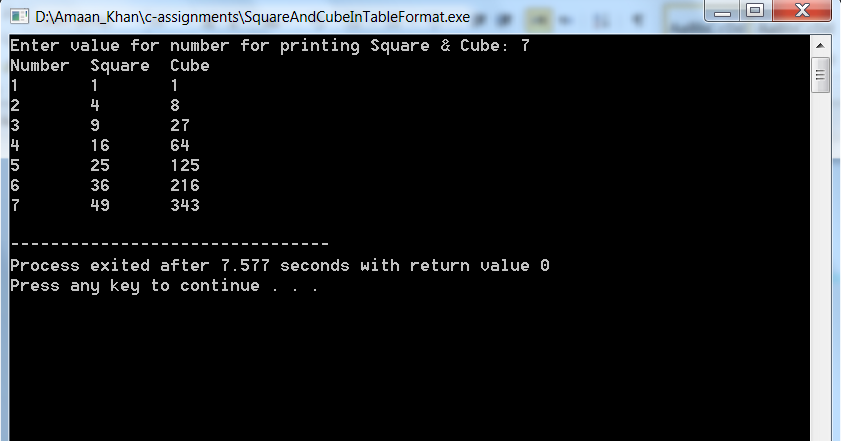 D:\Amaan_Khan\c-assignments\SquareAndCubeInTableFormat.exe
Enter value for number for printing Square & Cube: 7
Number  Square  Cube
1       1       1
2       4       8
3       9       27
4       16      64
5       25      125
6       36      216
7       49      343
--------------------------------
Process exited after 7.577 seconds with return value 0
Press any key to continue . . .